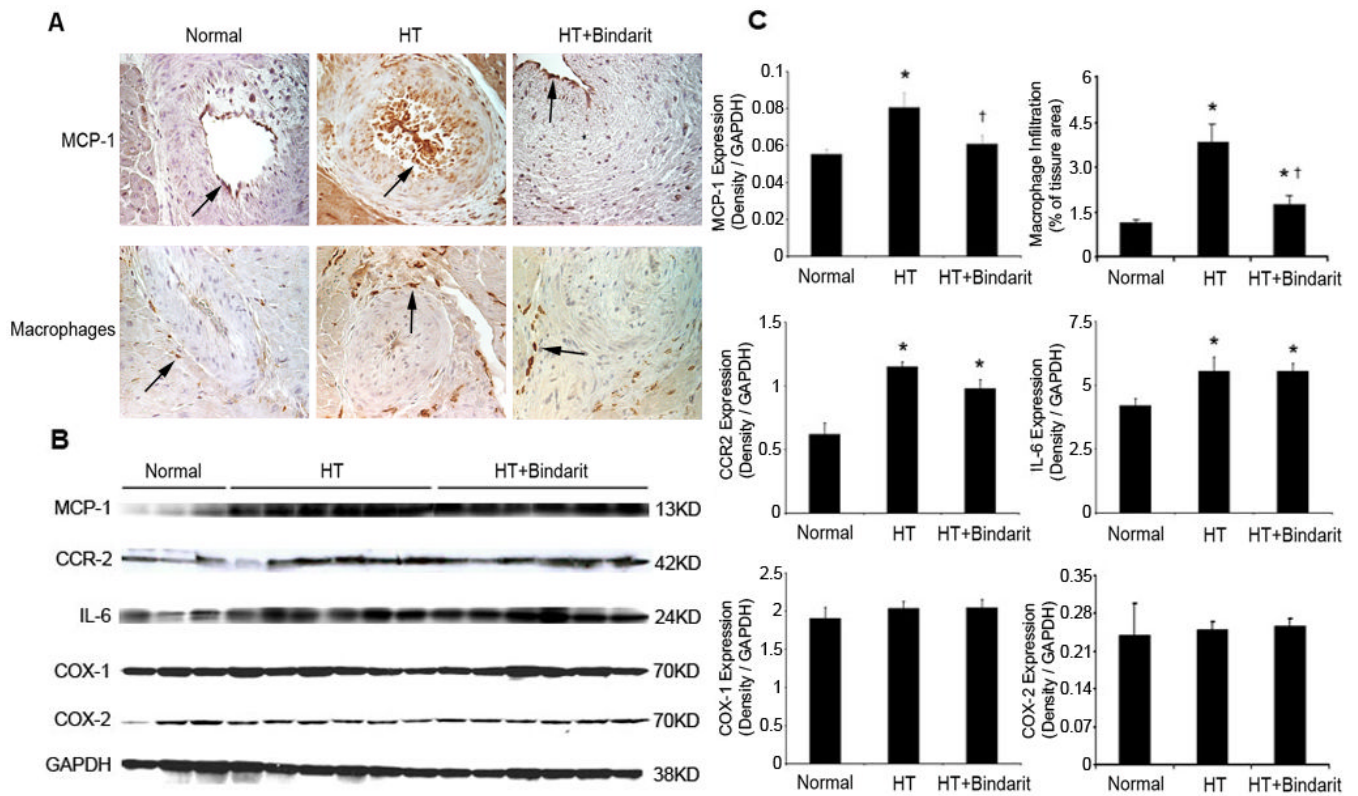 A
Normal HT HT+Bindarit
MCP-1
Macrophages
B
Normal HT HT+Bindarit
MCP-1 13KD
CCR-2 42KD
IL-6 24KD
COX-1 70KD
COX-2 70KD
GAPDH 38KD
C
MCP-1 Expression
(Density / GAPDH)
0.1
0.08
0.06
0.04
0.02
0
* †
Normal HT HT+Bindarit
Macrophage Infiltration
(% of tissue area)
6
4.5
3.0
1.5
0
* * †
Normal HT HT+Bindarit
CCR2 Expression
(Density / GAPDH)
1.5
1
0.5
0
* *
Normal HT HT+Bindarit
IL-6 Expression
(Density / GAPDH)
7.5
5
2.5
0
* *
Normal HT HT+Bindarit
COX-1 Expression
(Density / GAPDH)
2.5
2
1.5
1
0.5
0
Normal HT HT+Bindarit
COX-2 Expression
(Density / GAPDH)
0.35
0.28
0.21
0.14
0.07
0
Normal HT HT+Bindarit